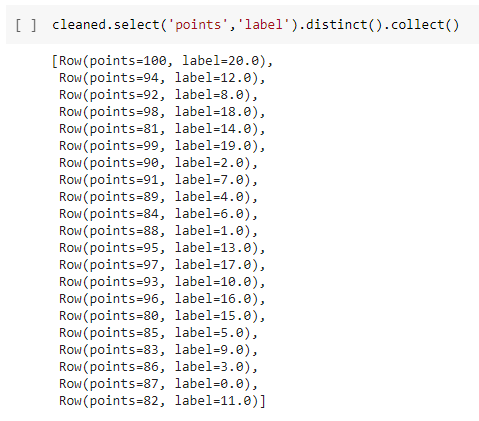 [ ] cleaned.select('points','label').distinct().collect()
[Row(points=100, label=20.0),
Row(points=94, label=12.0),
Row(points=92, label=8.0),
Row(points=98, label=18.0),
Row(points=81, label=14.0),
Row(points=99, label=19.0),
Row(points=90, label=2.0),
Row(points=91, label=7.0),
Row(points=89, label=4.0),
Row(points=84, label=6.0),
Row(points=88, label=1.0),
Row(points=95, label=13.0),
Row(points=97, label=17.0),
Row(points=93, label=10.0),
Row(points=96, label=16.0),
Row(points=80, label=15.0),
Row(points=85, label=5.0),
Row(points=83, label=9.0),
Row(points=86, label=3.0),
Row(points=87, label=0.0),
Row(points=82, label=11.0)]